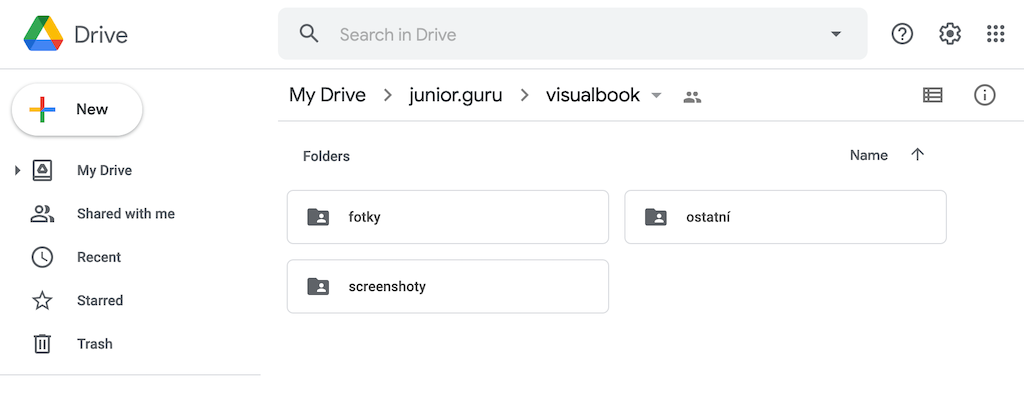 Drive
Search in Drive
New
My Drive
Shared with me
Recent
Starred
Trash
My Drive > junior.guru > visualbook
Folders
Name
fotky
ostatní
screenshoty